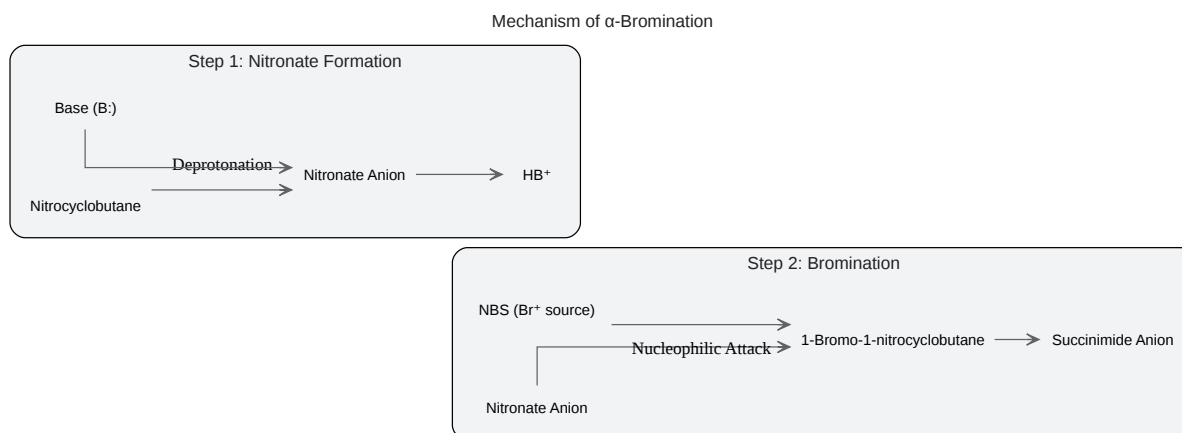 Mechanism of α-Bromination
Step 1: Nitronate Formation
Base (B:)
Deprotonation
Nitronate Anion
HB⁺
Nitrocyclobutane
Step 2: Bromination
NBS (Br⁺ source)
1-Bromo-1-nitrocyclobutane
Succinimide Anion
Nucleophilic Attack
Nitronate Anion